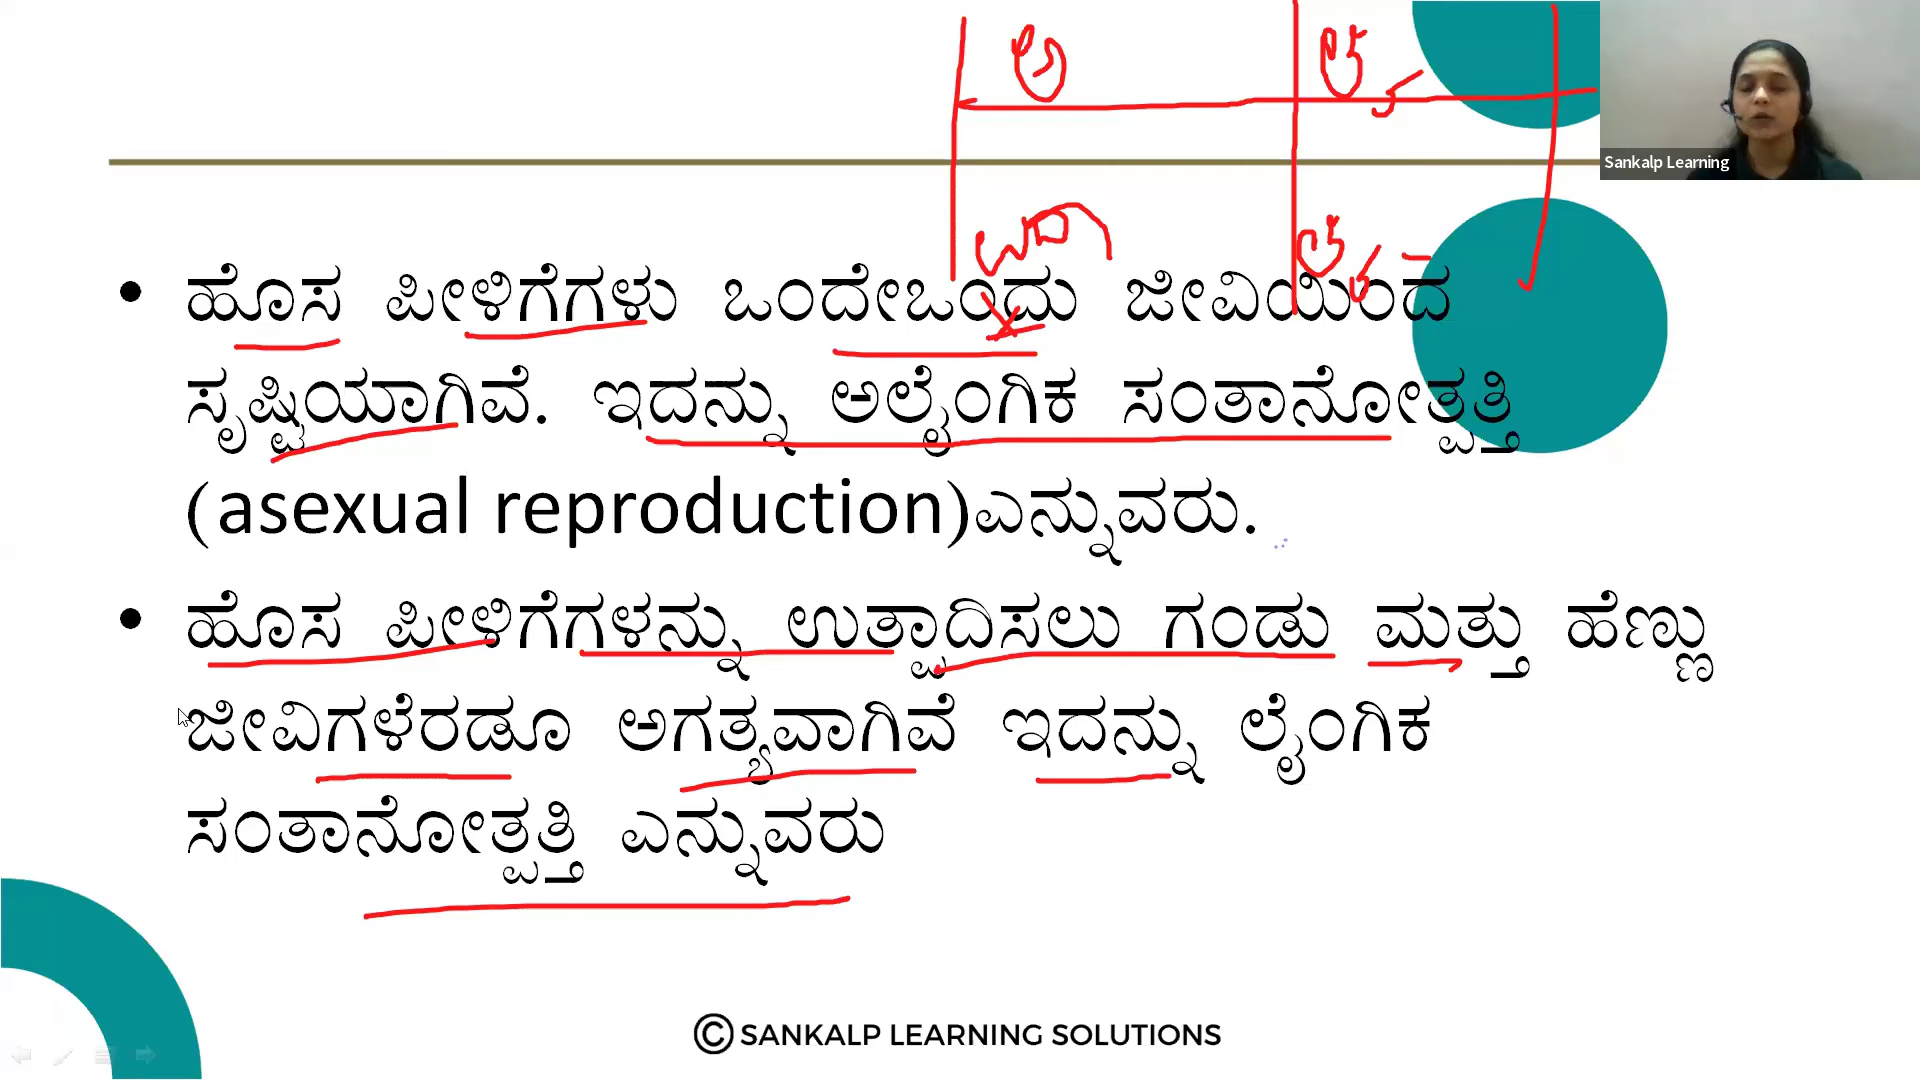 Sankalp Learning
• ಹೊಸ ಪೀಳಿಗೆಗಳು ಒಂದೇಒಂದು ಜೀವಿಯಿಂದ
ಸೃಷ್ಟಿಯಾಗಿವೆ. ಇದನ್ನು ಅಲೈಂಗಿಕ ಸಂತಾನೋತ್ಪತ್ತಿ
(asexual reproduction)ಎನ್ನುವರು.
• ಹೊಸ ಪೀಳಿಗೆಗಳನ್ನು ಉತ್ಪಾದಿಸಲು ಗಂಡು ಮತ್ತು ಹೆಣ್ಣು
ಜೀವಿಗಳೆರಡೂ ಅಗತ್ಯವಾಗಿವೆ ಇದನ್ನು ಲೈಂಗಿಕ
ಸಂತಾನೋತ್ಪತ್ತಿ ಎನ್ನುವರು
© SANKALP LEARNING SOLUTIONS